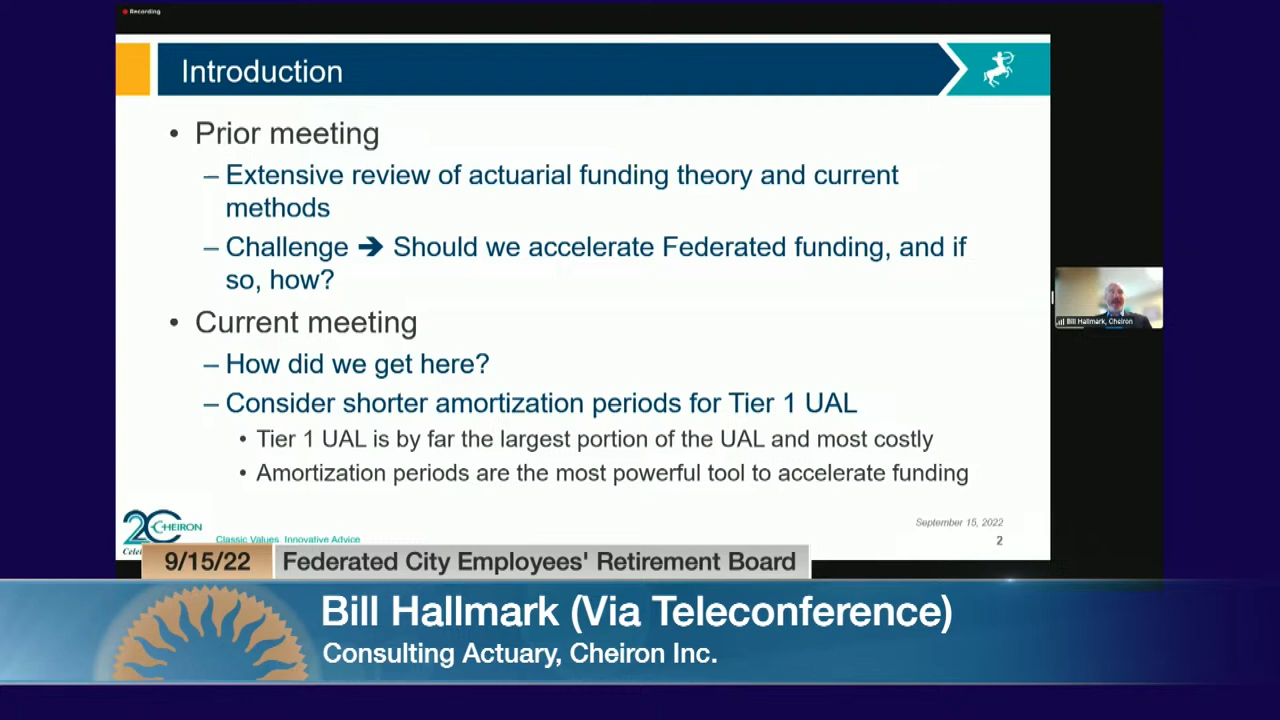 Recording
Introduction
• Prior meeting
– Extensive review of actuarial funding theory and current
methods
– Challenge ➔ Should we accelerate Federated funding, and if
so, how?
• Current meeting
– How did we get here?
– Consider shorter amortization periods for Tier 1 UAL
• Tier 1 UAL is by far the largest portion of the UAL and most costly
• Amortization periods are the most powerful tool to accelerate funding
Bill Hallmark, Cheiron
20 CHEIRON
Classic Values, Innovative Advice
September 15, 2022
2
9/15/22
Federated City Employees' Retirement Board
Bill Hallmark (Via Teleconference)
Consulting Actuary, Cheiron Inc.